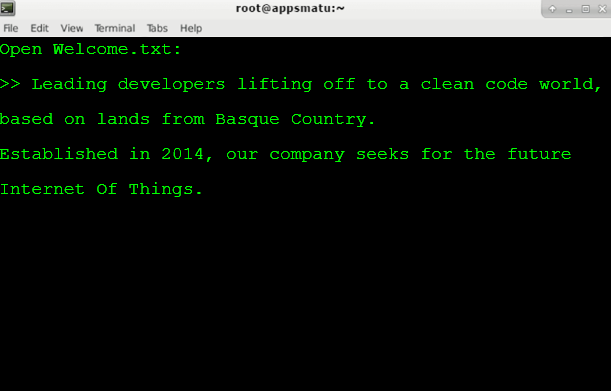 root@appsmatu:~
File Edit View Terminal Tabs Help
Open Welcome.txt:
>> Leading developers lifting off to a clean code world,
based on lands from Basque Country.
Established in 2014, our company seeks for the future
Internet Of Things.